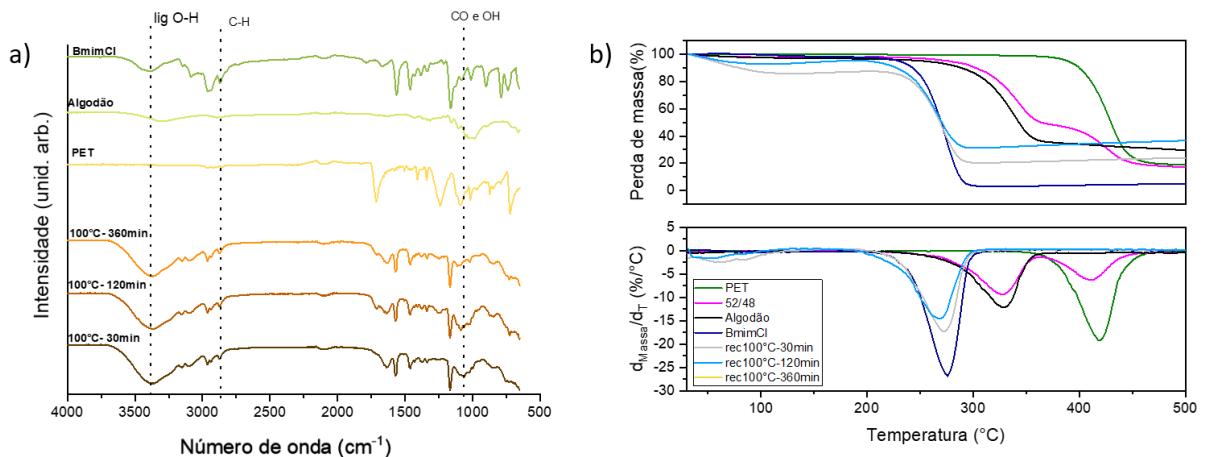 a)
lig O-H
C-H
CO e OH
BmimCl
Algodão
PET
100°C- 360min
100°C- 120min
100°C- 30min
Intensidade (unid. arb.)
4000 3500 3000 2500 2000 1500 1000 500
Número de onda (cm⁻¹)
b)
100
80
60
40
20
0
Perda de massa(%)
5
0
-5
-10
-15
-20
-25
-30
dMassa/dT (%/°C)
PET
52/48
Algodão
BmimCl
rec100°C-30min
rec100°C-120min
rec100°C-360min
100 200 300 400 500
Temperatura (°C)